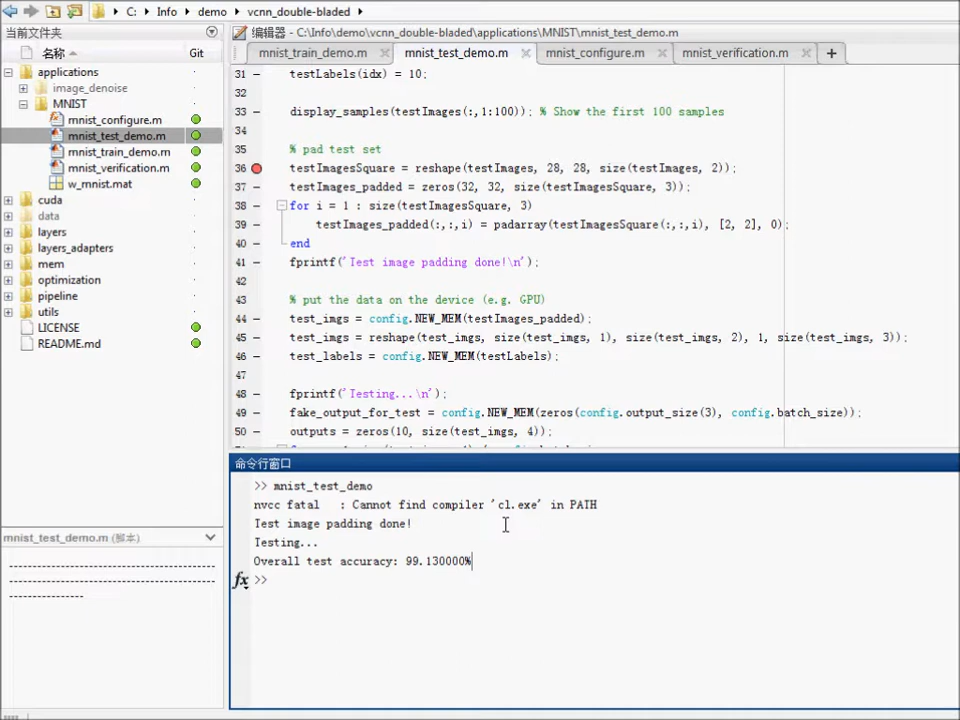 C: ▸ Info ▸ demo ▸ vcnn_double-bladed ▸
当前文件夹
名称 Git
applications
image_denoise
MNIST
mnist_configure.m
mnist_test_demo.m
mnist_train_demo.m
mnist_verification.m
w_mnist.mat
cuda
data
layers
layers_adapters
mem
optimization
pipeline
utils
LICENSE
README.md
mnist_test_demo.m (脚本)
编辑器 - C:\Info\demo\vcnn_double-bladed\applications\MNIST\mnist_test_demo.m
mnist_train_demo.m mnist_test_demo.m mnist_configure.m mnist_verification.m
31 – testLabels(idx) = 10;
32
33 – display_samples(testImages(:,1:100)); % Show the first 100 samples
34
35 % pad test set
36 – testImagesSquare = reshape(testImages, 28, 28, size(testImages, 2));
37 – testImages_padded = zeros(32, 32, size(testImagesSquare, 3));
38 – for i = 1 : size(testImagesSquare, 3)
39 – testImages_padded(:,:,i) = padarray(testImagesSquare(:,:,i), [2, 2], 0);
40 – end
41 – fprintf('Test image padding done!\n');
42
43 % put the data on the device (e.g. GPU)
44 – test_imgs = config.NEW_MEM(testImages_padded);
45 – test_imgs = reshape(test_imgs, size(test_imgs, 1), size(test_imgs, 2), 1, size(test_imgs, 3));
46 – test_labels = config.NEW_MEM(testLabels);
47
48 – fprintf('Testing...\n');
49 – fake_output_for_test = config.NEW_MEM(zeros(config.output_size(3), config.batch_size));
50 – outputs = zeros(10, size(test_imgs, 4));
命令行窗口
>> mnist_test_demo
nvcc fatal : Cannot find compiler 'cl.exe' in PATH
Test image padding done!
Testing...
Overall test accuracy: 99.130000%
fx >>